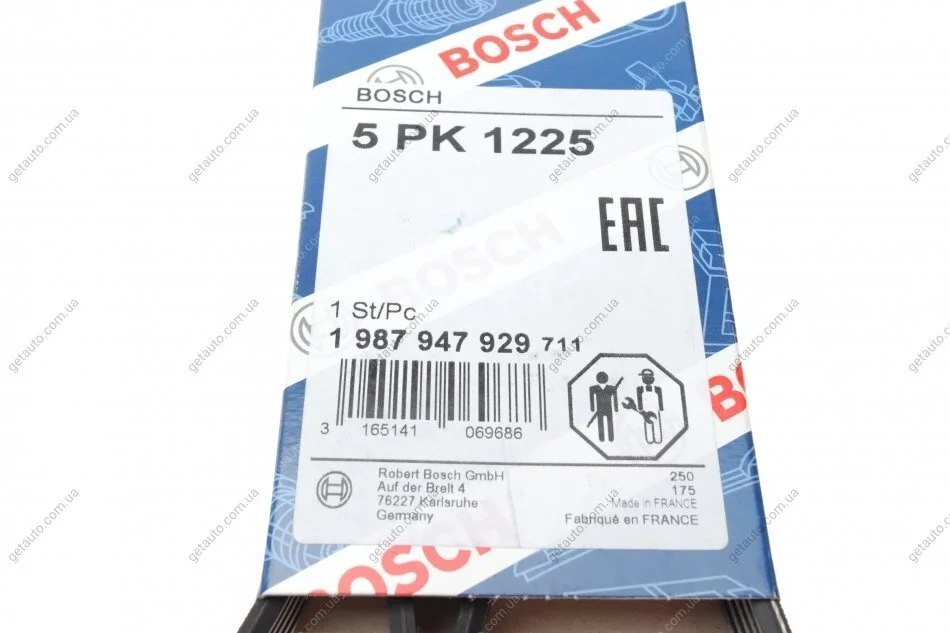 BOSCH
BOSCH
5 PK 1225
EAC
BOSCH
1 St/Pc
1 987 947 929 711
3 165141 069686
Robert Bosch GmbH
Auf der Breit 4
76227 Karlsruhe
Germany
250
175
Made in FRANCE
Fabriqué en FRANCE
BOSCH
getauto.com.ua